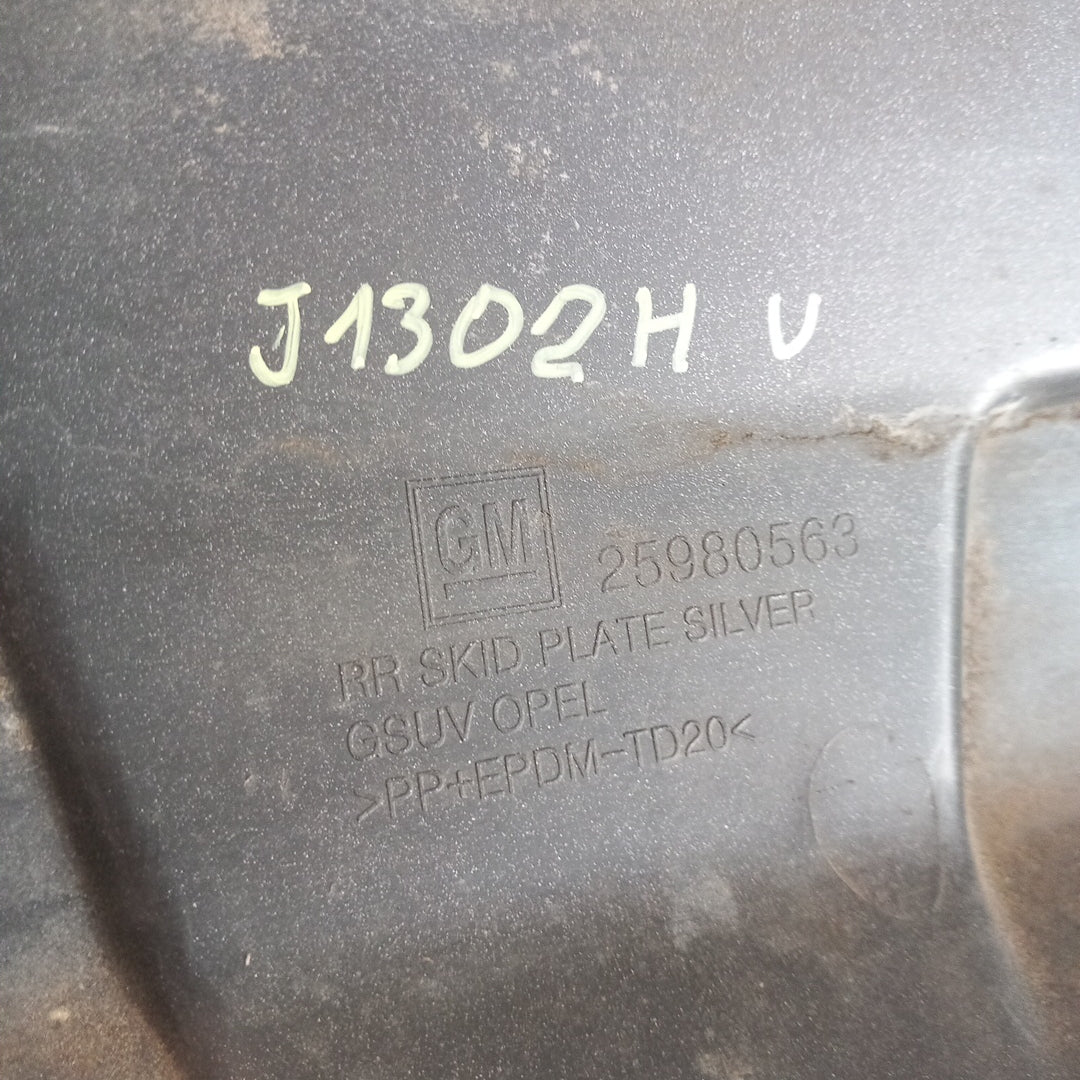 J1302H U
GM 25980563
RR SKID PLATE SILVER
GSUV OPEL
>PP+EPDM-TD20<